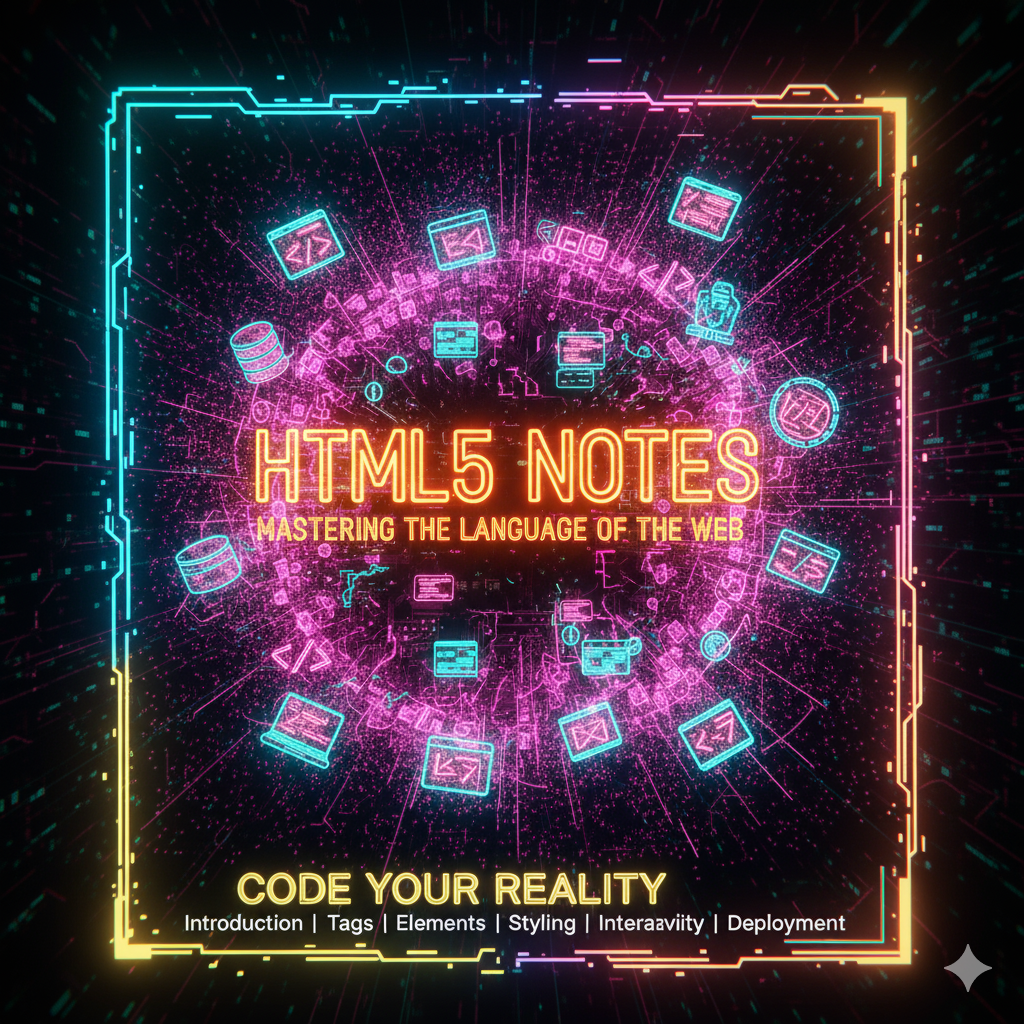 HTML5 NOTES
MASTERING THE LANGUAGE OF THE WEB
CODE YOUR REALITY
Introduction | Tags | Elements | Styling | Interaaviity | Deployment